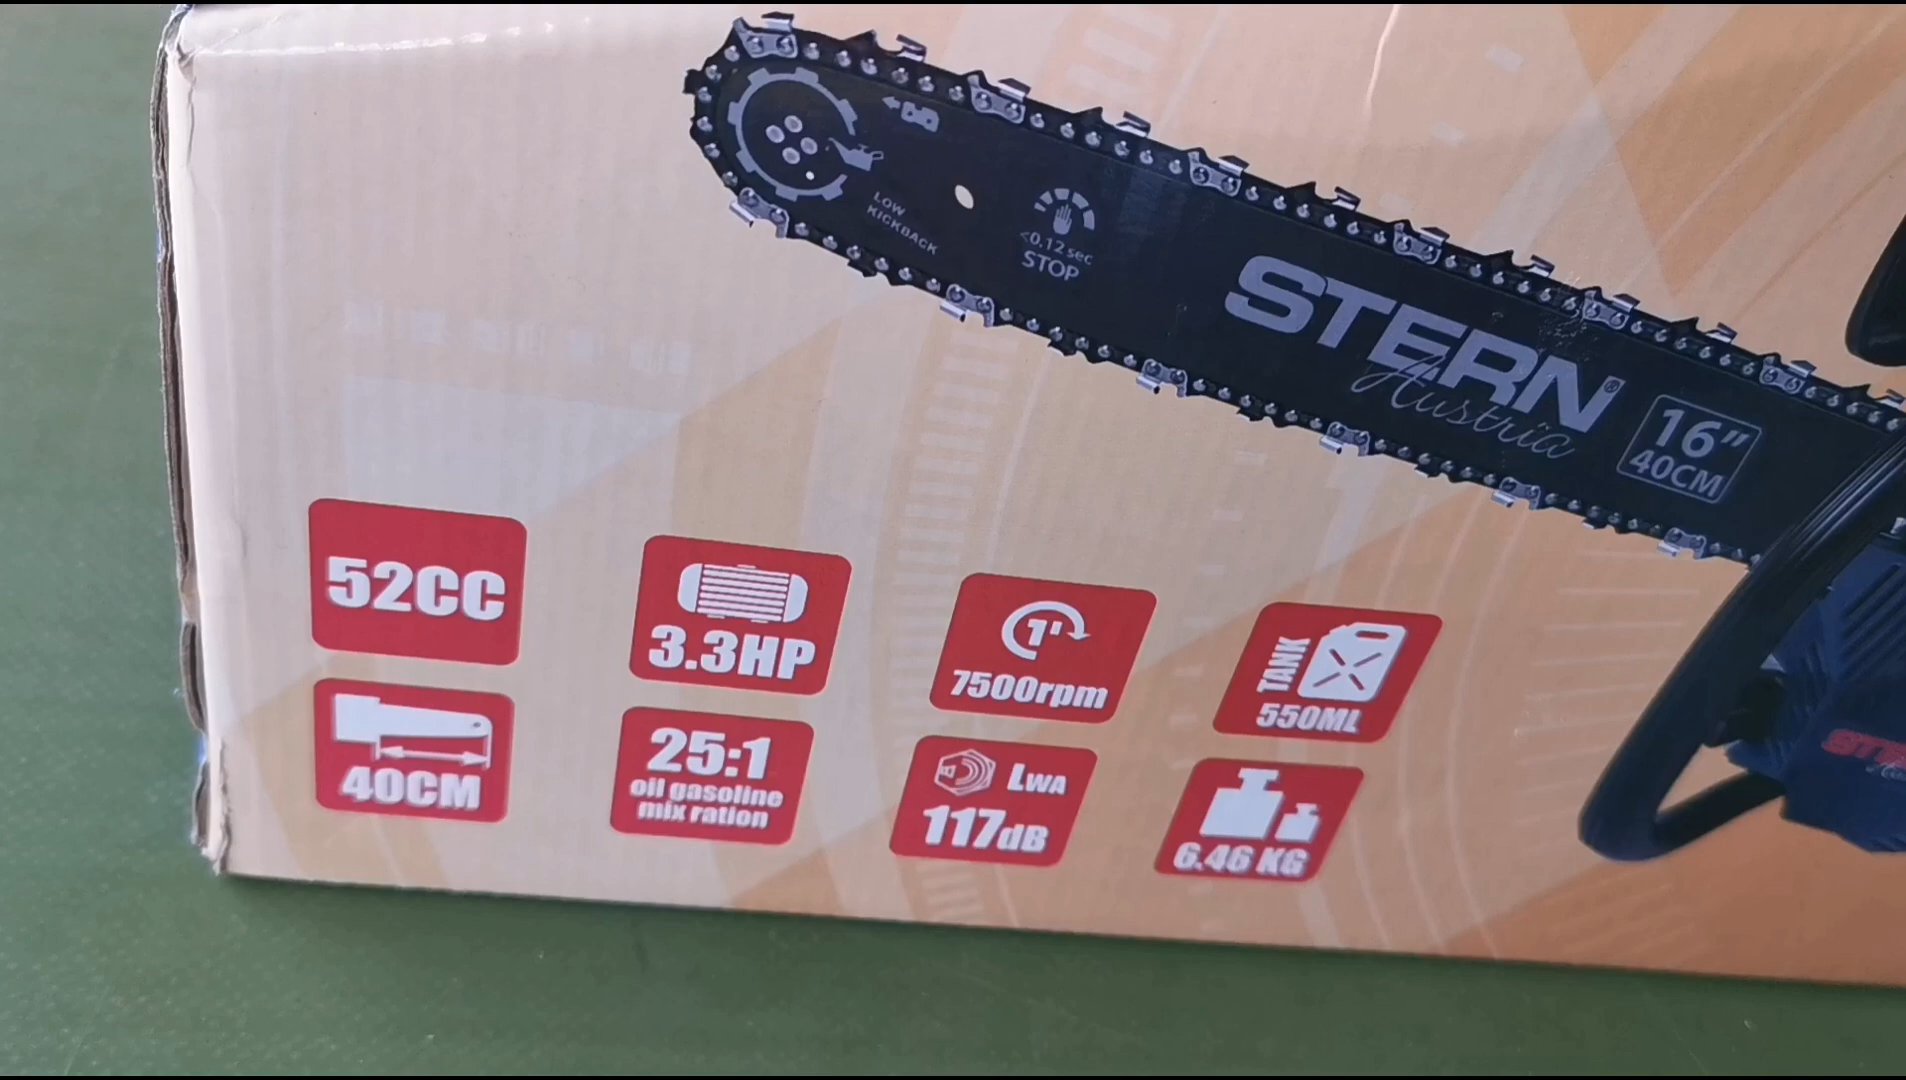 LOW
KICKBACK
<0.12 sec
STOP
STERN®
Austria
16"
40CM
52CC
3.3HP
1'
7500rpm
TANK
550ML
40CM
25:1
oil gasoline
mix ration
LWA
117dB
6.46 KG